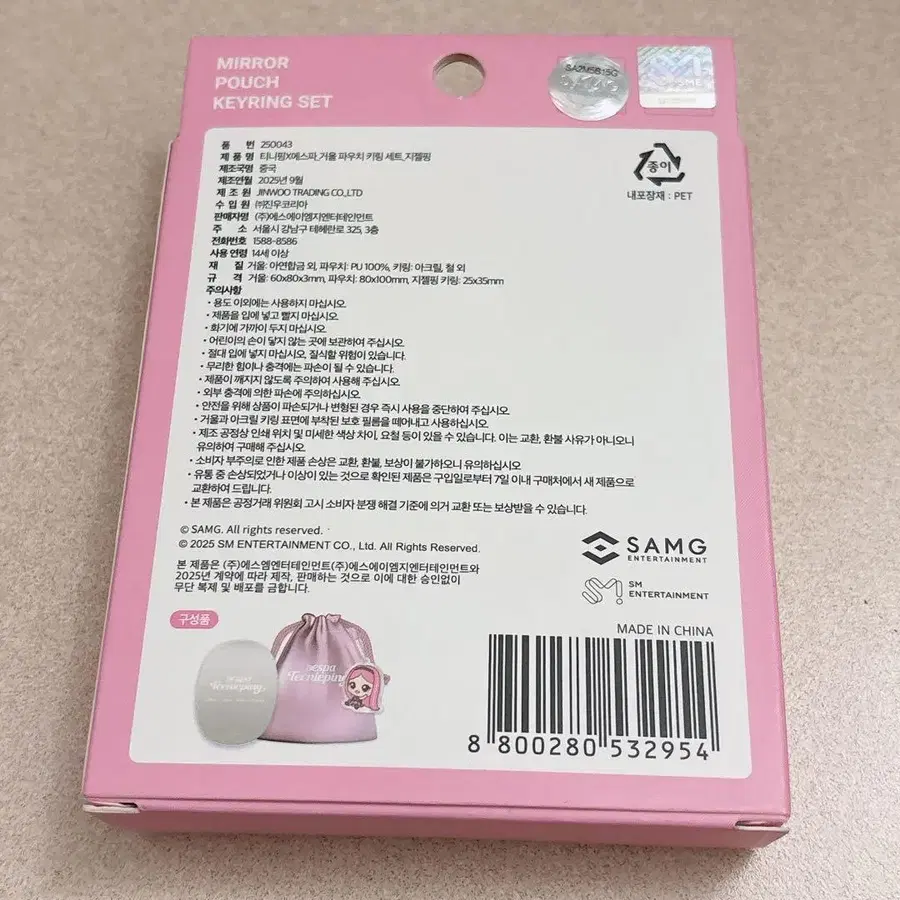 MIRROR
POUCH
KEYRING SET
SA2M5B15G
SM
종이
내포장재 : PET
품 번 250043
제 품 명 티니핑X에스파_거울 파우치 키링 세트_지젤핑
제조국명 중국
제조연월 2025년 9월
제 조 원 JINWOO TRADING CO.,LTD
수 입 원 ㈜진우코리아
판매자명 (주)에스에이엠지엔터테인먼트
주 소 서울시 강남구 테헤란로 325, 3층
전화번호 1588-8586
사용 연령 14세 이상
재 질 거울: 아연합금 외, 파우치: PU 100%, 키링: 아크릴, 철 외
규 격 거울: 60x80x3mm, 파우치: 80x100mm, 지젤핑 키링: 25x35mm
주의사항
• 용도 이외에는 사용하지 마십시오.
• 제품을 입에 넣고 빨지 마십시오.
• 화기에 가까이 두지 마십시오.
• 어린이의 손이 닿지 않는 곳에 보관하여 주십시오.
• 절대 입에 넣지 마십시오, 질식할 위험이 있습니다.
• 무리한 힘이나 충격에는 파손이 될 수 있습니다.
• 제품이 깨지지 않도록 주의하여 사용해 주십시오.
• 외부 충격에 의한 파손에 주의하십시오.
• 안전을 위해 상품이 파손되거나 변형된 경우 즉시 사용을 중단하여 주십시오.
• 거울과 아크릴 키링 표면에 부착된 보호 필름을 떼어내고 사용하십시오.
• 제조 공정상 인쇄 위치 및 미세한 색상 차이, 요철 등이 있을 수 있습니다. 이는 교환, 환불 사유가 아니오니
유의하여 구매해 주십시오.
• 소비자 부주의로 인한 제품 손상은 교환, 환불, 보상이 불가하오니 유의하십시오
• 유통 중 손상되었거나 이상이 있는 것으로 확인된 제품은 구입일로부터 7일 이내 구매처에서 새 제품으로
교환하여 드립니다.
• 본 제품은 공정거래 위원회 고시 소비자 분쟁 해결 기준에 의거 교환 또는 보상받을 수 있습니다.
© SAMG. All rights reserved.
© 2025 SM ENTERTAINMENT CO., Ltd. All Rights Reserved.
본 제품은 (주)에스엠엔터테인먼트(주)에스에이엠지엔터테인먼트와
2025년 계약에 따라 제작, 판매하는 것으로 이에 대한 승인없이
무단 복제 및 배포를 금합니다.
SAMG
ENTERTAINMENT
SM
ENTERTAINMENT
구성품
aespa
Teenieping
aespa
Teenieping
MADE IN CHINA
8 800280 532954